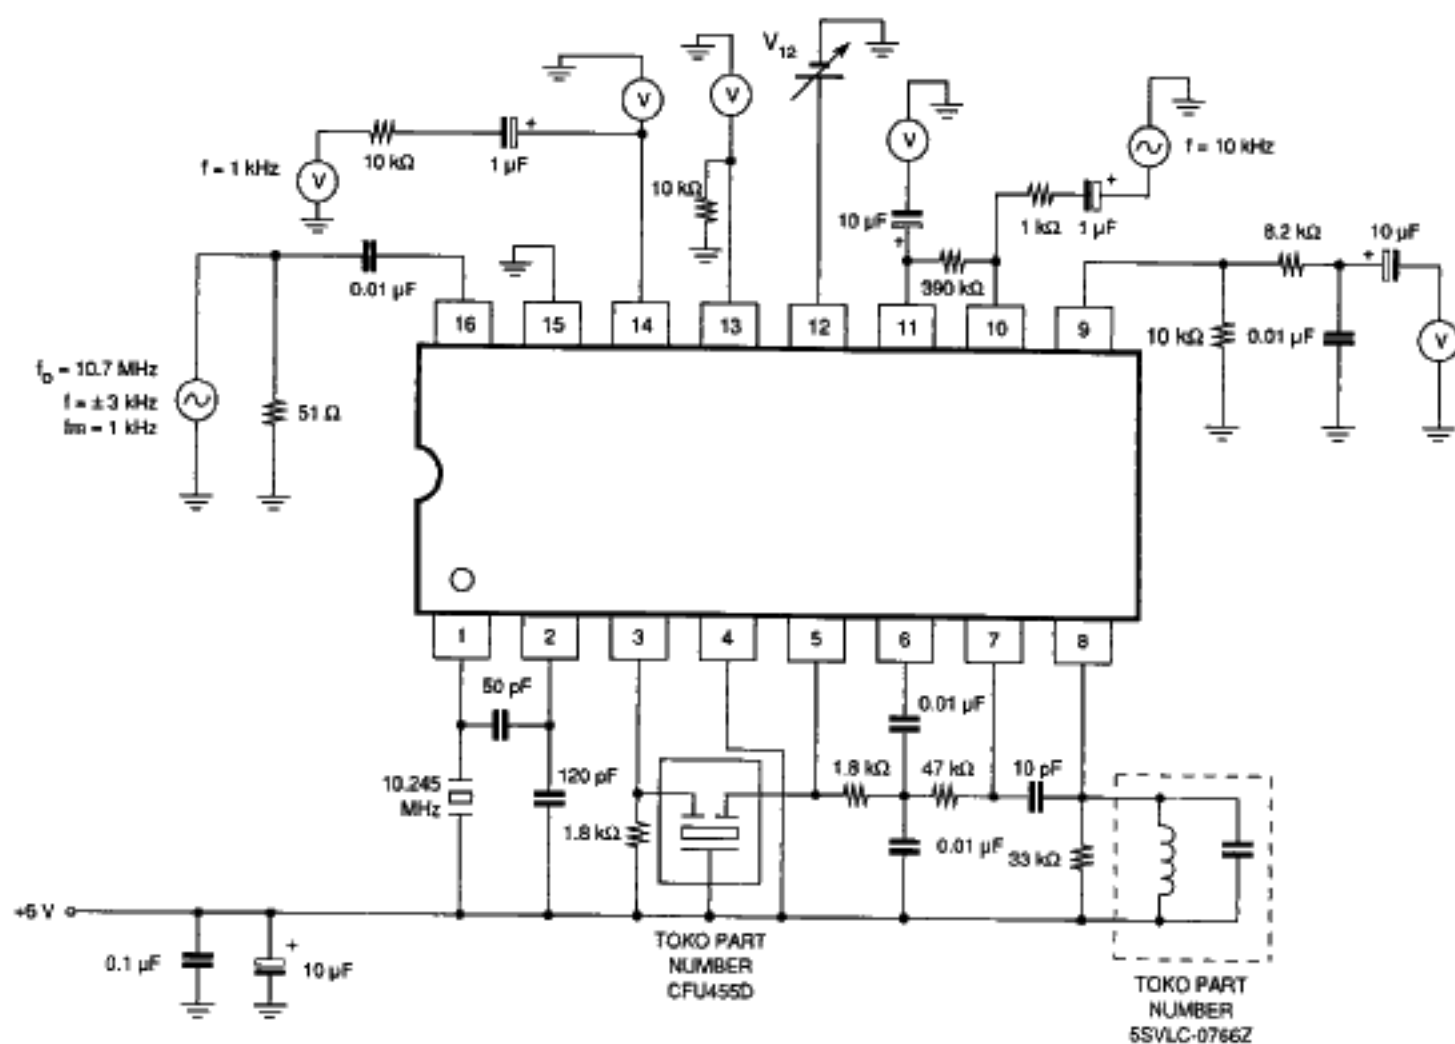 V12
f = 1 kHz
V
10 kΩ
1 µF
+
V
V
10 kΩ
V
10 µF
+
390 kΩ
1 kΩ
1 µF
+
f = 10 kHz
8.2 kΩ
10 µF
+
0.01 µF
10 kΩ
0.01 µF
V
fo = 10.7 MHz
f = ±3 kHz
fm = 1 kHz
51 Ω
16
15
14
13
12
11
10
9
1
2
3
4
5
6
7
8
50 pF
10.245
MHz
120 pF
1.8 kΩ
0.01 µF
1.8 kΩ
47 kΩ
10 pF
0.01 µF
33 kΩ
+5 V
0.1 µF
+
10 µF
TOKO PART
NUMBER
CFU455D
TOKO PART
NUMBER
5SVLC-0766Z